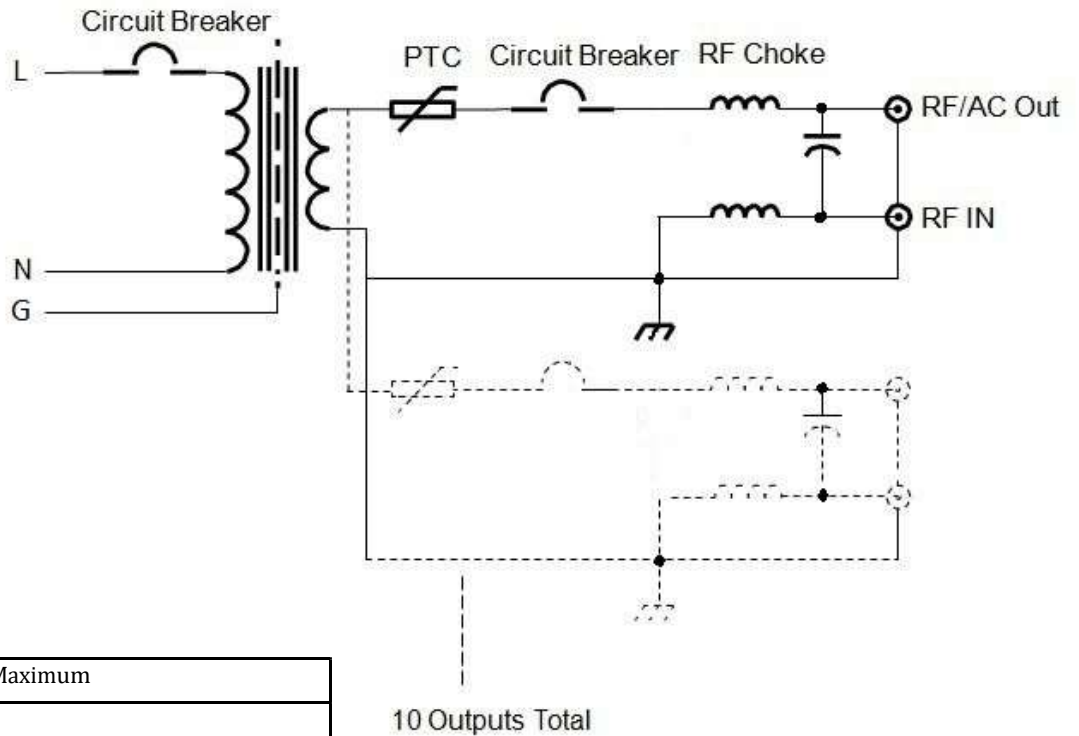 Circuit Breaker
L
N
G
PTC
Circuit Breaker
RF Choke
RF/AC Out
RF IN
10 Outputs Total
Maximum